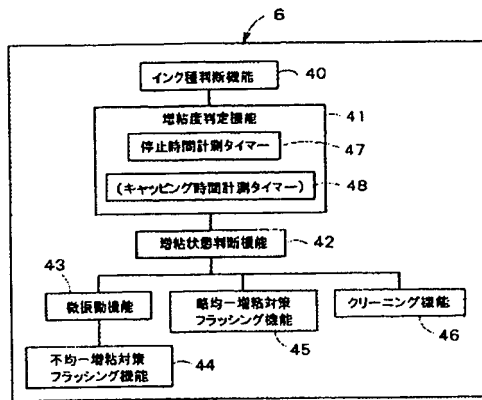 6
インク種判断機能
40
増粘度判定機能
41
停止時間計測タイマー
47
(キャッピング時間計測タイマー)
48
増粘状態判断機能
42
43
微振動機能
略均一増粘対策
フラッシング機能
45
クリーニング機能
46
不均一増粘対策
フラッシング機能
44